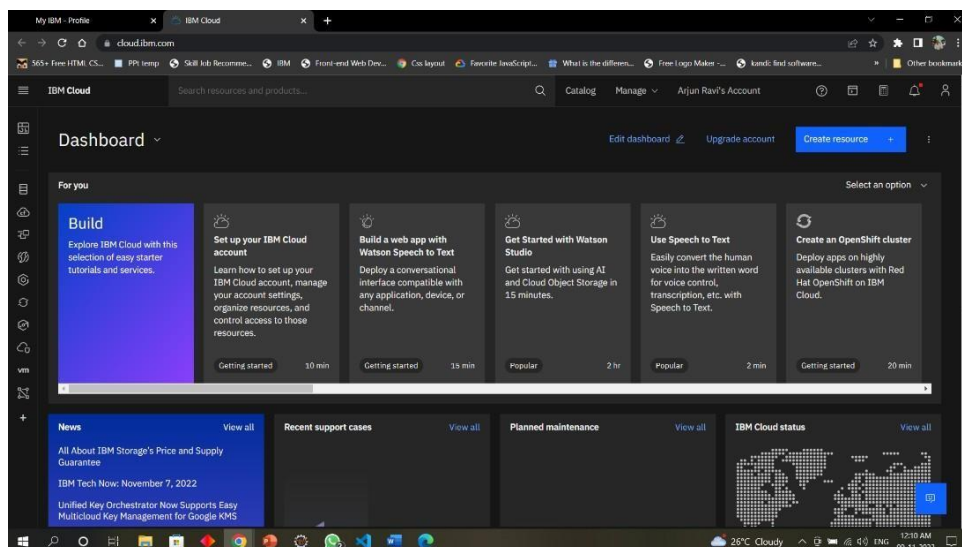 My IBM - Profile
IBM Cloud
cloud.ibm.com
565+ Free HTML CS...
PPt temp
Skill Job Recomme...
IBM
Front-end Web Dev...
Css layout
Favorite JavaScript...
What is the differen...
Free Logo Maker -...
kandi: find software...
Other bookmark
IBM Cloud
Search resources and products...
Catalog
Manage
Arjun Ravi's Account
Dashboard
Edit dashboard
Upgrade account
Create resource +
For you
Select an option
Build
Explore IBM Cloud with this
selection of easy starter
tutorials and services.
Set up your IBM Cloud
account
Learn how to set up your
IBM Cloud account, manage
your account settings,
organize resources, and
control access to those
resources.
Getting started
10 min
Build a web app with
Watson Speech to Text
Deploy a conversational
interface compatible with
any application, device, or
channel.
Getting started
15 min
Get Started with Watson
Studio
Get started with using AI
and Cloud Object Storage in
15 minutes.
Popular
2 hr
Use Speech to Text
Easily convert the human
voice into the written word
for voice control,
transcription, etc. with
Speech to Text.
Popular
2 min
Create an OpenShift cluster
Deploy apps on highly
available clusters with Red
Hat OpenShift on IBM
Cloud.
Getting started
20 min
vm
News
View all
All About IBM Storage's Price and Supply
Guarantee
IBM Tech Now: November 7, 2022
Unified Key Orchestrator Now Supports Easy
Multicloud Key Management for Google KMS
Recent support cases
View all
Planned maintenance
View all
IBM Cloud status
View all
26°C Cloudy
ENG
12:10 AM